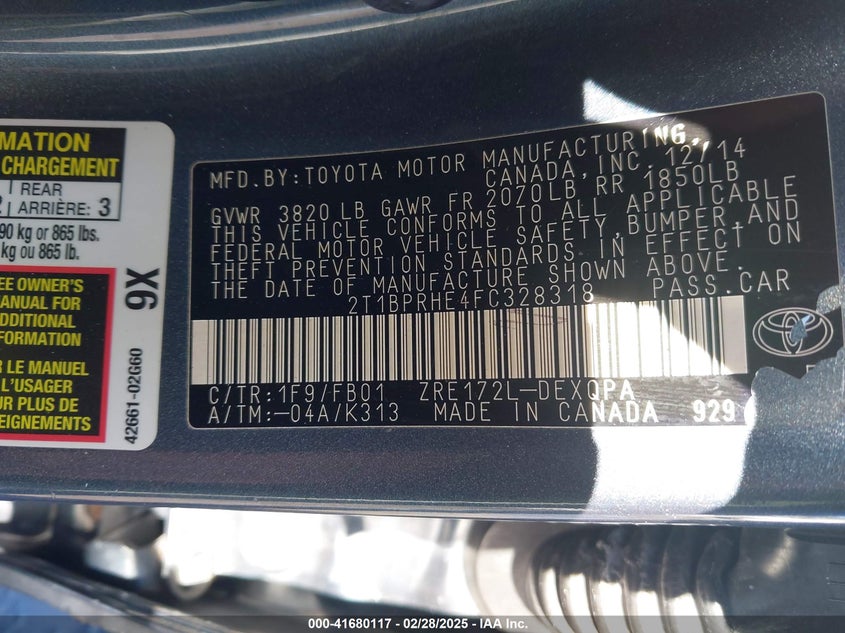 MATION
CHARGEMENT
REAR
ARRIÈRE: 3
90 kg or 865 lbs.
kg ou 865 lb.
EE OWNER'S
MANUAL FOR
ADDITIONAL
FORMATION
R LE MANUEL
L'USAGER
UR PLUS DE
EIGNEMENTS
9X
42661-02G60
MFD.BY:TOYOTA MOTOR MANUFACTURING,
CANADA,INC. 12/14
GVWR 3820 LB GAWR FR 2070LB RR 1850LB
THIS VEHICLE CONFORMS TO ALL APPLICABLE
FEDERAL MOTOR VEHICLE SAFETY,BUMPER,AND
THEFT PREVENTION STANDARDS IN EFFECT ON
THE DATE OF MANUFACTURE SHOWN ABOVE.
2T1BPRHE4FC328318 PASS.CAR
C/TR:1F9/FB01 ZRE172L-DEXQPA
A/TM:-04A/K313 MADE IN CANADA 929
000-41680117 - 02/28/2025 - IAA Inc.